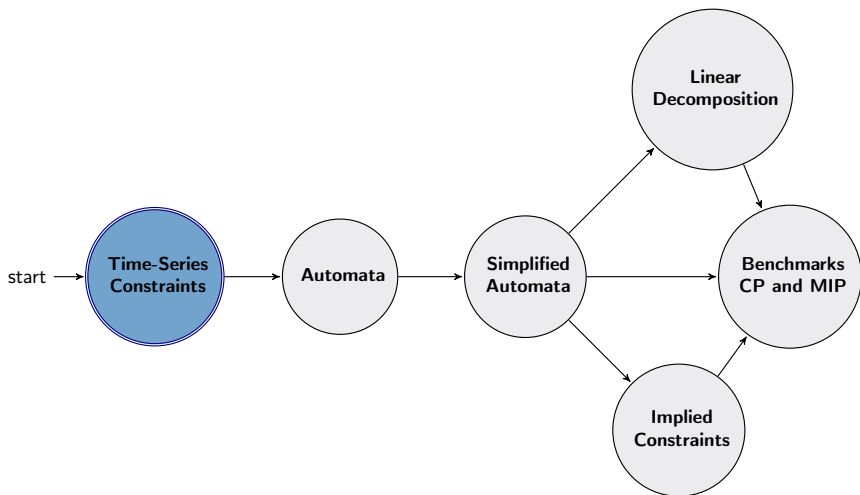 start
Time-Series
Constraints
Automata
Simplified
Automata
Linear
Decomposition
Benchmarks
CP and MIP
Implied
Constraints